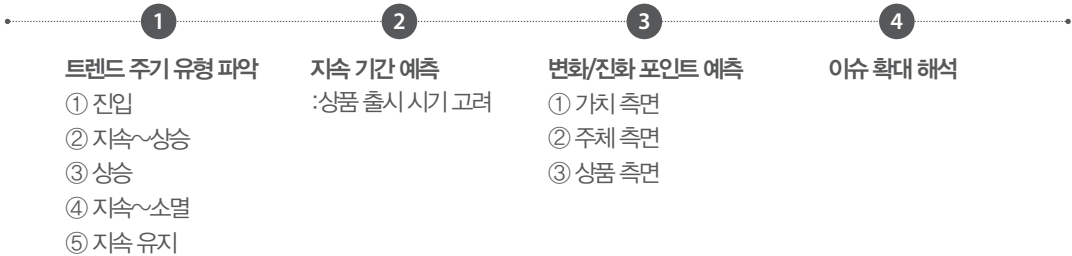 1
트렌드 주기 유형 파악
① 진입
② 지속~상승
③ 상승
④ 지속~소멸
⑤ 지속 유지
2
지속 기간 예측
:상품 출시 시기 고려
3
변화/진화 포인트 예측
① 가치 측면
② 주체 측면
③ 상품 측면
4
이슈 확대 해석